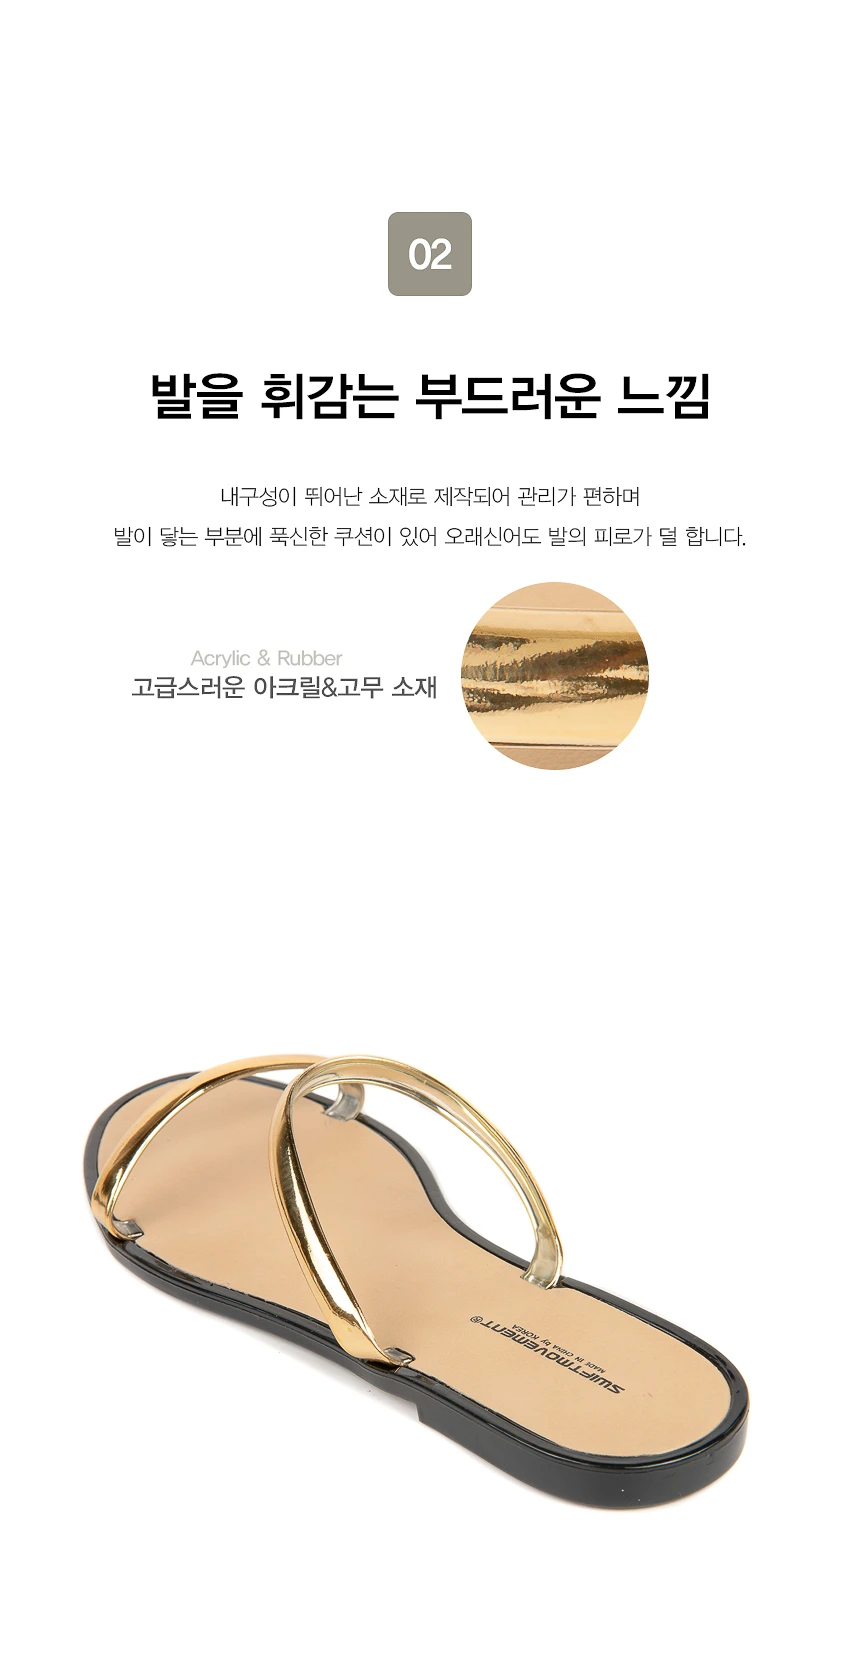 02
발을 휘감는 부드러운 느낌
내구성이 뛰어난 소재로 제작되어 관리가 편하며
발이 닿는 부분에 푹신한 쿠션이 있어 오래신어도 발의 피로가 덜 합니다.
Acrylic & Rubber
고급스러운 아크릴&고무 소재
SWIFTMOVEMENT®
MADE IN CHINA by KOREA